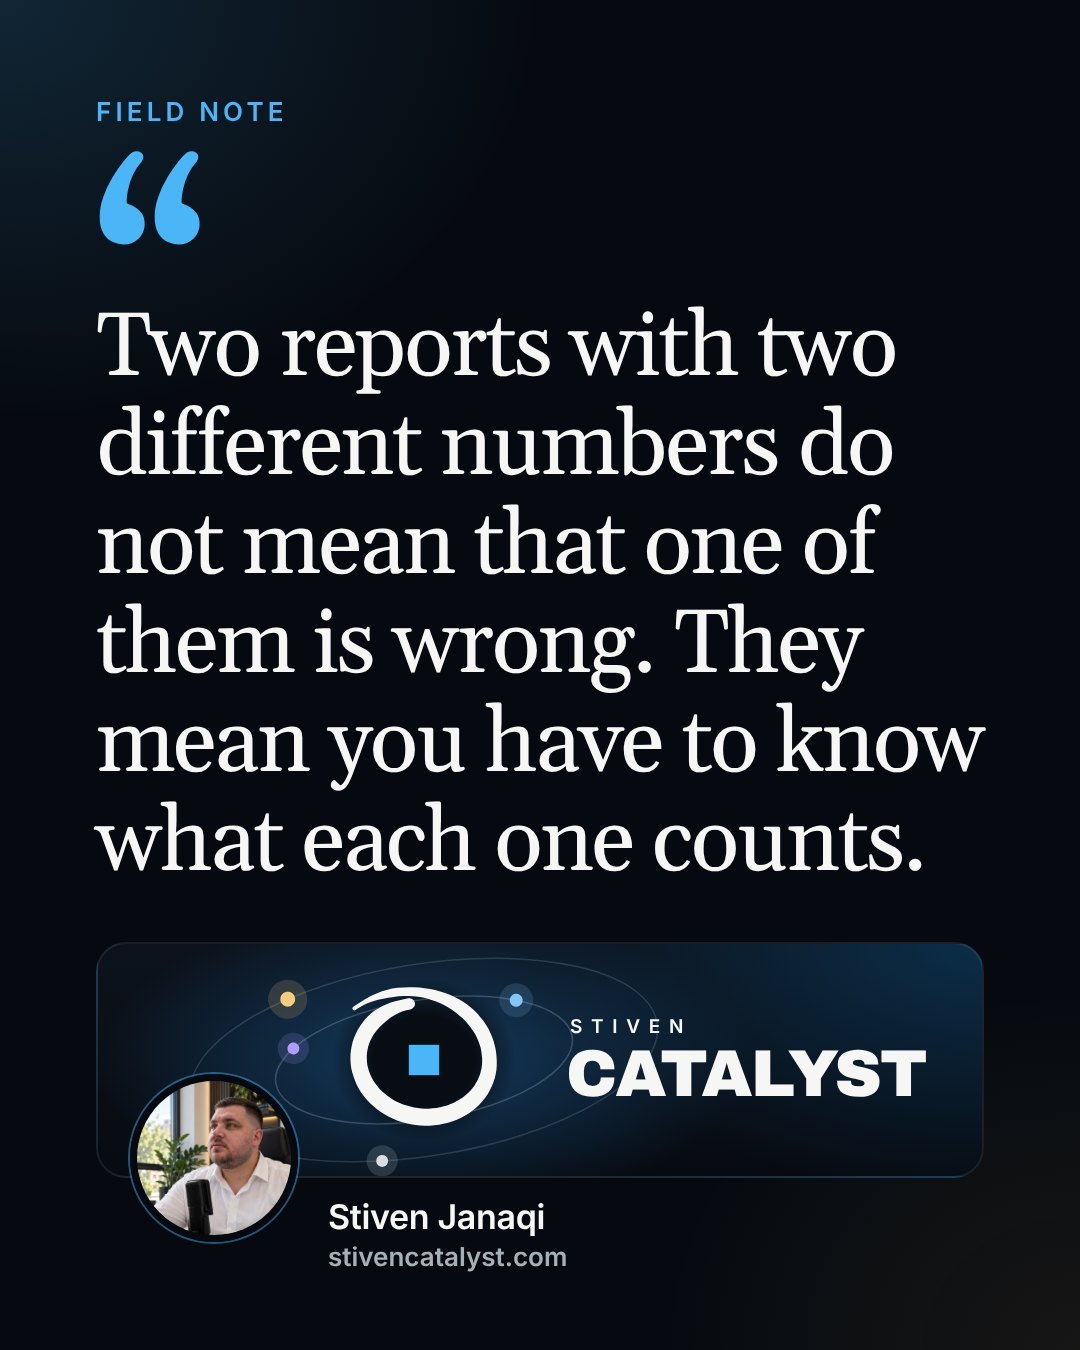 FIELD NOTE
“
Two reports with two
different numbers do
not mean that one of
them is wrong. They
mean you have to know
what each one counts.
STIVEN
CATALYST
Stiven Janaqi
stivencatalyst.com